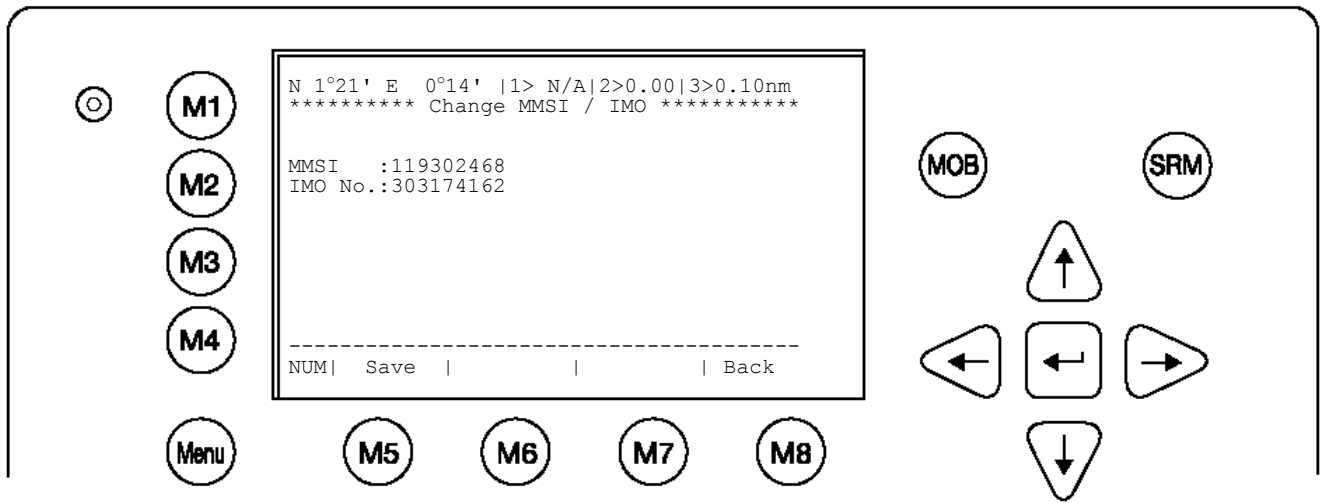 N 1°21' E  0°14' |1> N/A|2>0.00|3>0.10nm
********** Change MMSI / IMO ***********
MMSI   :119302468
IMO No.:303174162
----------------------------------------
NUM|  Save  |         |         | Back
M1
M2
M3
M4
Menu
M5
M6
M7
M8
MOB
SRM